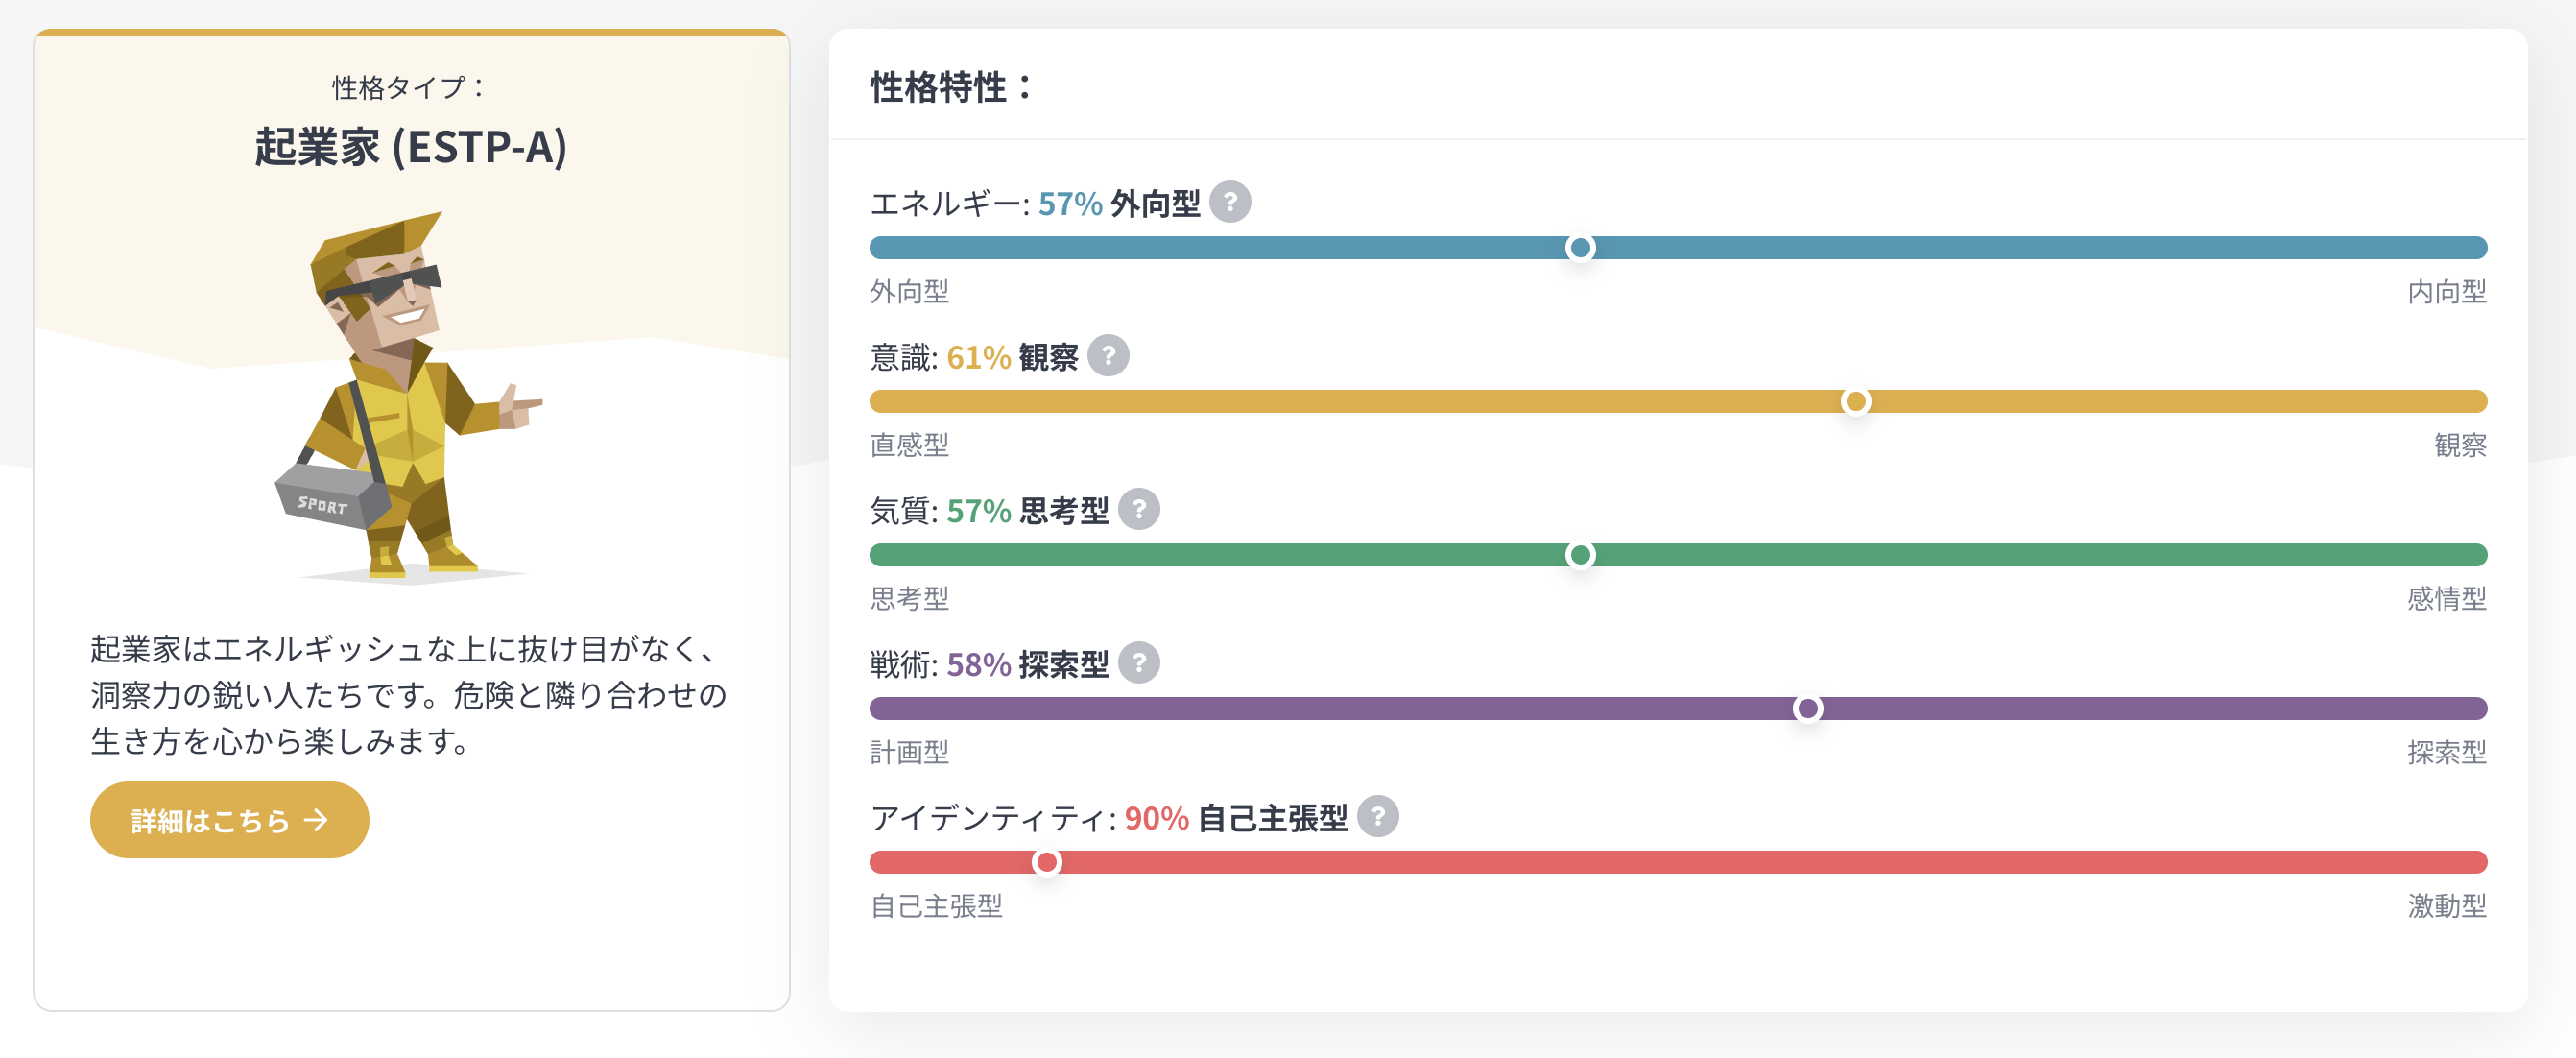 性格タイプ：
起業家 (ESTP-A)
SPORT
起業家はエネルギッシュな上に抜け目がなく、
洞察力の鋭い人たちです。危険と隣り合わせの
生き方を心から楽しみます。
詳細はこちら →
性格特性：
エネルギー: 57% 外向型 ?
外向型 内向型
意識: 61% 観察 ?
直感型 観察
気質: 57% 思考型 ?
思考型 感情型
戦術: 58% 探索型 ?
計画型 探索型
アイデンティティ: 90% 自己主張型 ?
自己主張型 激動型